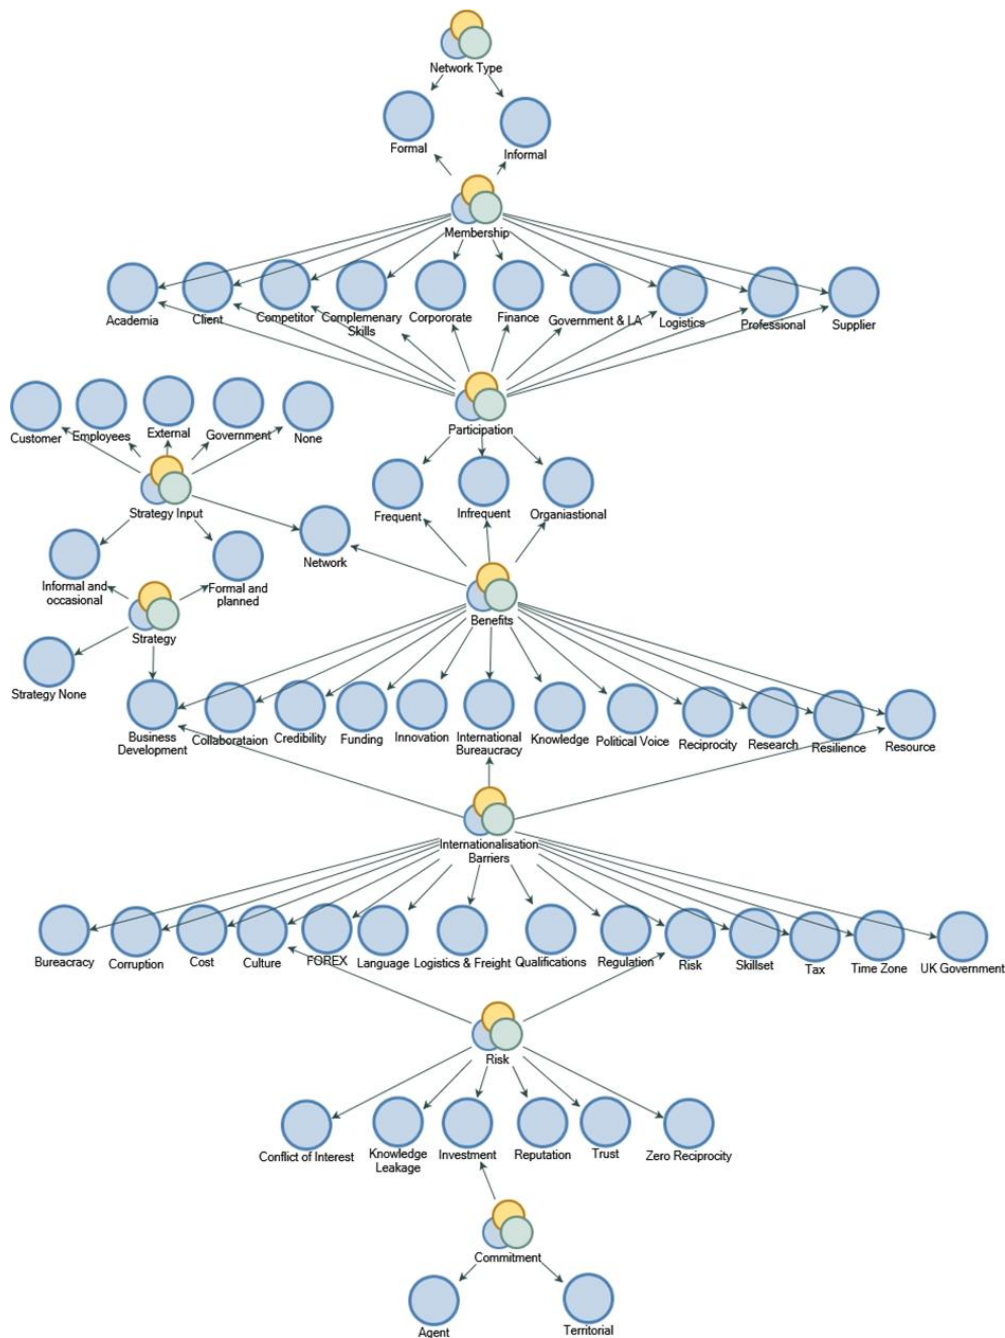 Network Type
Formal
Informal
Membership
Academia
Client
Competitor
Complemenary
Skills
Corpororate
Finance
Government & LA
Logistics
Professional
Supplier
Participation
Customer
Employees
External
Government
None
Strategy Input
Frequent
Infrequent
Organiastional
Network
Informal and
occasional
Formal and
planned
Strategy
Benefits
Strategy None
Business
Development
Collaborataion
Credibility
Funding
Innovation
International
Bureaucracy
Knowledge
Political Voice
Reciprocity
Research
Resilience
Resource
Internationalisation
Barriers
Bureacracy
Corruption
Cost
Culture
FOREX
Language
Logistics & Freight
Qualifications
Regulation
Risk
Skillset
Tax
Time Zone
UK Government
Risk
Conflict of Interest
Knowledge
Leakage
Investment
Reputation
Trust
Zero Reciprocity
Commitment
Agent
Territorial